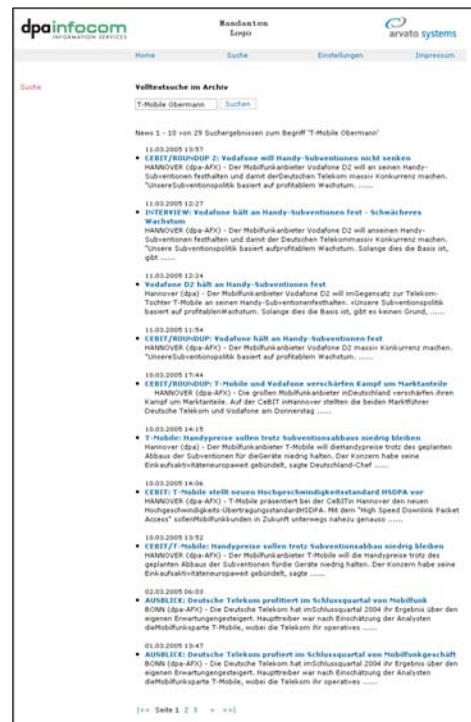 dpainfocom
INFORMATION SERVICES
Mandanten
Logo
arvato systems
Home Suche Einstellungen Impressum
Suche
Volltextsuche im Archiv
T-Mobile Obermann Suchen
News 1 - 10 von 29 Suchergebnissen zum Begriff 'T-Mobile Obermann'
11.03.2005 13:57
CEBIT/ROUNDUP 2: Vodafone will Handy-Subventionen nicht senken
HANNOVER (dpa-AFX) - Der Mobilfunkanbieter Vodafone D2 will an seinen Handy-
Subventionen festhalten und damit derDeutschen Telekom massiv Konkurrenz machen.
"UnsereSubventionspolitik basiert auf profitablem Wachstum. ......
11.03.2005 12:27
INTERVIEW: Vodafone hält an Handy-Subventionen fest - Schwächeres
Wachstum
HANNOVER (dpa-AFX) - Der Mobilfunkanbieter Vodafone D2 will anseinen Handy-
Subventionen festhalten und damit der Deutschen Telekommassiv Konkurrenz machen.
"Unsere Subventionspolitik basiert aufprofitablem Wachstum. Solange dies die Basis ist,
gibt ......
11.03.2005 12:24
Vodafone D2 hält an Handy-Subventionen fest
Hannover (dpa) - Der Mobilfunkanbieter Vodafone D2 will imGegensatz zur Telekom-
Tochter T-Mobile an seinen Handy-Subventionenfesthalten. «Unsere Subventionspolitik
basiert auf profitablenWachstum. Solange dies die Basis ist, gibt es keinen Grund, ......
11.03.2005 11:54
CEBIT/ROUNDUP: Vodafone hält an Handy-Subventionen fest
HANNOVER (dpa-AFX) - Der Mobilfunkanbieter Vodafone D2 massiv Konkurrenz machen.
"UnsereSubventionspolitik basiert auf profitablem Wachstum. ......
10.03.2005 17:44
CEBIT/ROUNDUP: T-Mobile und Vodafone verschärfen Kampf um Marktanteile
HANNOVER (dpa-AFX) - Die großen Mobilfunkanbieter inDeutschland verschärfen ihren
Kampf um Marktanteile. Auf der CeBIT inHannover stellten die beiden Marktführer
Deutsche Telekom und Vodafone am Donnerstag ......
10.03.2005 14:15
T-Mobile: Handypreise sollen trotz Subventionsabbaus niedrig bleiben
Hannover (dpa) - Der Mobilfunkanbieter T-Mobile will dieHandypreise trotz des geplanten
Abbaus der Subventionen für dieGeräte niedrig halten. Der Konzern habe seine
Einkaufsaktivitäteneuropaweit gebündelt, sagte Deutschland-Chef ......
10.03.2005 14:06
CEBIT: T-Mobile stellt neuen Hochgeschwindigkeitsstandard HSDPA vor
HANNOVER (dpa-AFX) - T-Mobile präsentiert bei der CeBITin Hannover den neuen
Hochgeschwindigkeits-ÜbertragungsstandardHSDPA. Mit dem "High Speed Downlink Packet
Access" sollenMobilfunkkunden in Zukunft unterwegs nahezu genauso ......
10.03.2005 13:52
CEBIT/T-Mobile: Handypreise sollen trotz Subventionsabbau niedrig bleiben
HANNOVER (dpa-AFX) - Der Mobilfunkanbieter T-Mobile will die Handypreise trotz des
geplanten Abbaus der Subventionen fürdie Geräte niedrig halten. Der Konzern habe seine
Einkaufsaktivitäteneuropaweit gebündelt, sagte ......
02.03.2005 06:03
AUSBLICK: Deutsche Telekom profitiert im Schlussquartal von Mobilfunk
BONN (dpa-AFX) - Die Deutsche Telekom hat imSchlussquartal 2004 ihr Ergebnis über den
eigenen Erwartungengesteigert. Haupttreiber war nach Einschätzung der Analysten
dieMobilfunksparte T-Mobile, wobei die Telekom ihr operatives ......
01.03.2005 13:47
AUSBLICK: Deutsche Telekom profiert im Schlussquartal von Mobilfunkgeschäft
BONN (dpa-AFX) - Die Deutsche Telekom hat imSchlussquartal 2004 ihr Ergebnis über den
eigenen Erwartungengesteigert. Haupttreiber war nach Einschätzung der Analysten
dieMobilfunksparte T-Mobile, wobei die Telekom ihr operatives ......
|<< Seite 1 2 3 > >>|